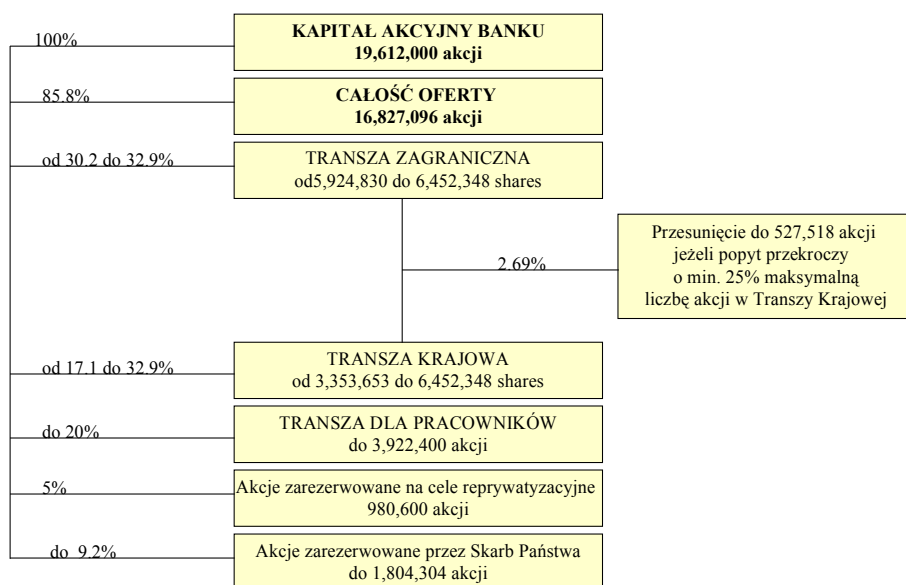 100%
KAPITAŁ AKCYJNY BANKU
19,612,000 akcji
85.8%
CAŁOŚĆ OFERTY
16,827,096 akcji
od 30.2 do 32.9%
TRANSZA ZAGRANICZNA
od5,924,830 do 6,452,348 shares
2.69%
Przesunięcie do 527,518 akcji
jeżeli popyt przekroczy
o min. 25% maksymalną
liczbę akcji w Transzy Krajowej
od 17.1 do 32.9%
TRANSZA KRAJOWA
od 3,353,653 do 6,452,348 shares
do 20%
TRANSZA DLA PRACOWNIKÓW
do 3,922,400 akcji
5%
Akcje zarezerwowane na cele reprywatyzacyjne
980,600 akcji
do 9.2%
Akcje zarezerwowane przez Skarb Państwa
do 1,804,304 akcji